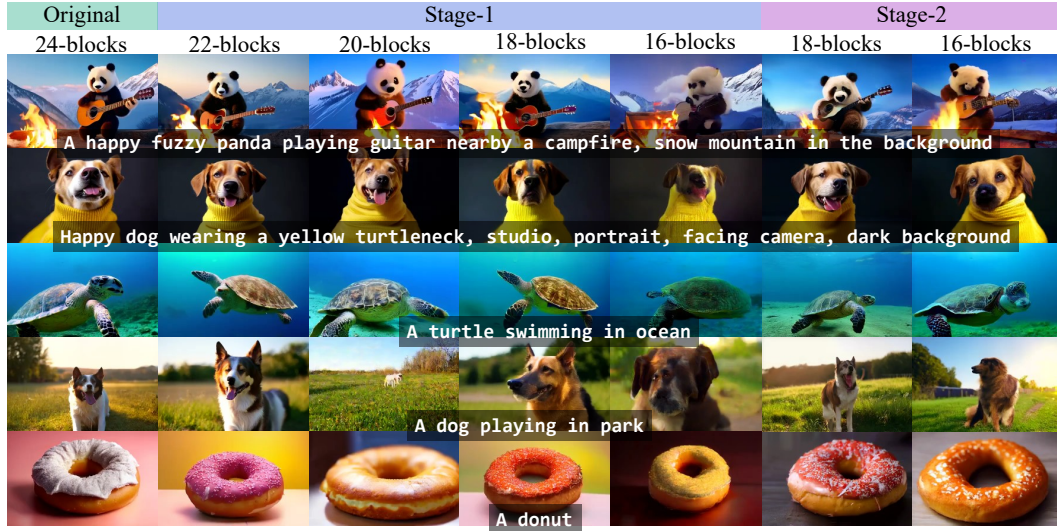 Original Stage-1 Stage-2
24-blocks 22-blocks 20-blocks 18-blocks 16-blocks 18-blocks 16-blocks
A happy fuzzy panda playing guitar nearby a campfire, snow mountain in the background
Happy dog wearing a yellow turtleneck, studio, portrait, facing camera, dark background
A turtle swimming in ocean
A dog playing in park
A donut